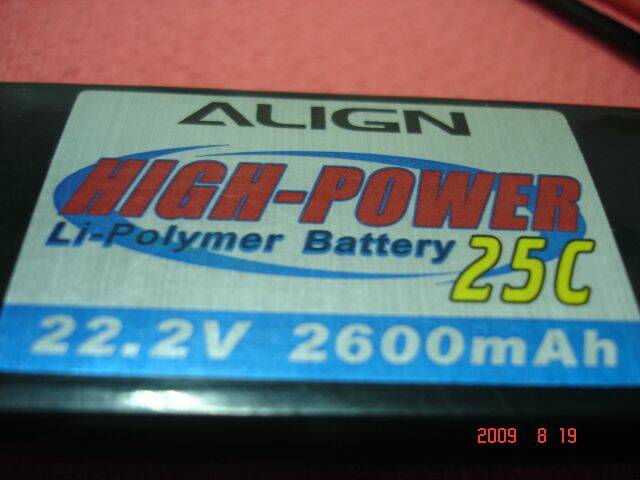 ALIGN
HIGH-POWER
Li-Polymer Battery
25C
22.2V 2600mAh
2009 8 19